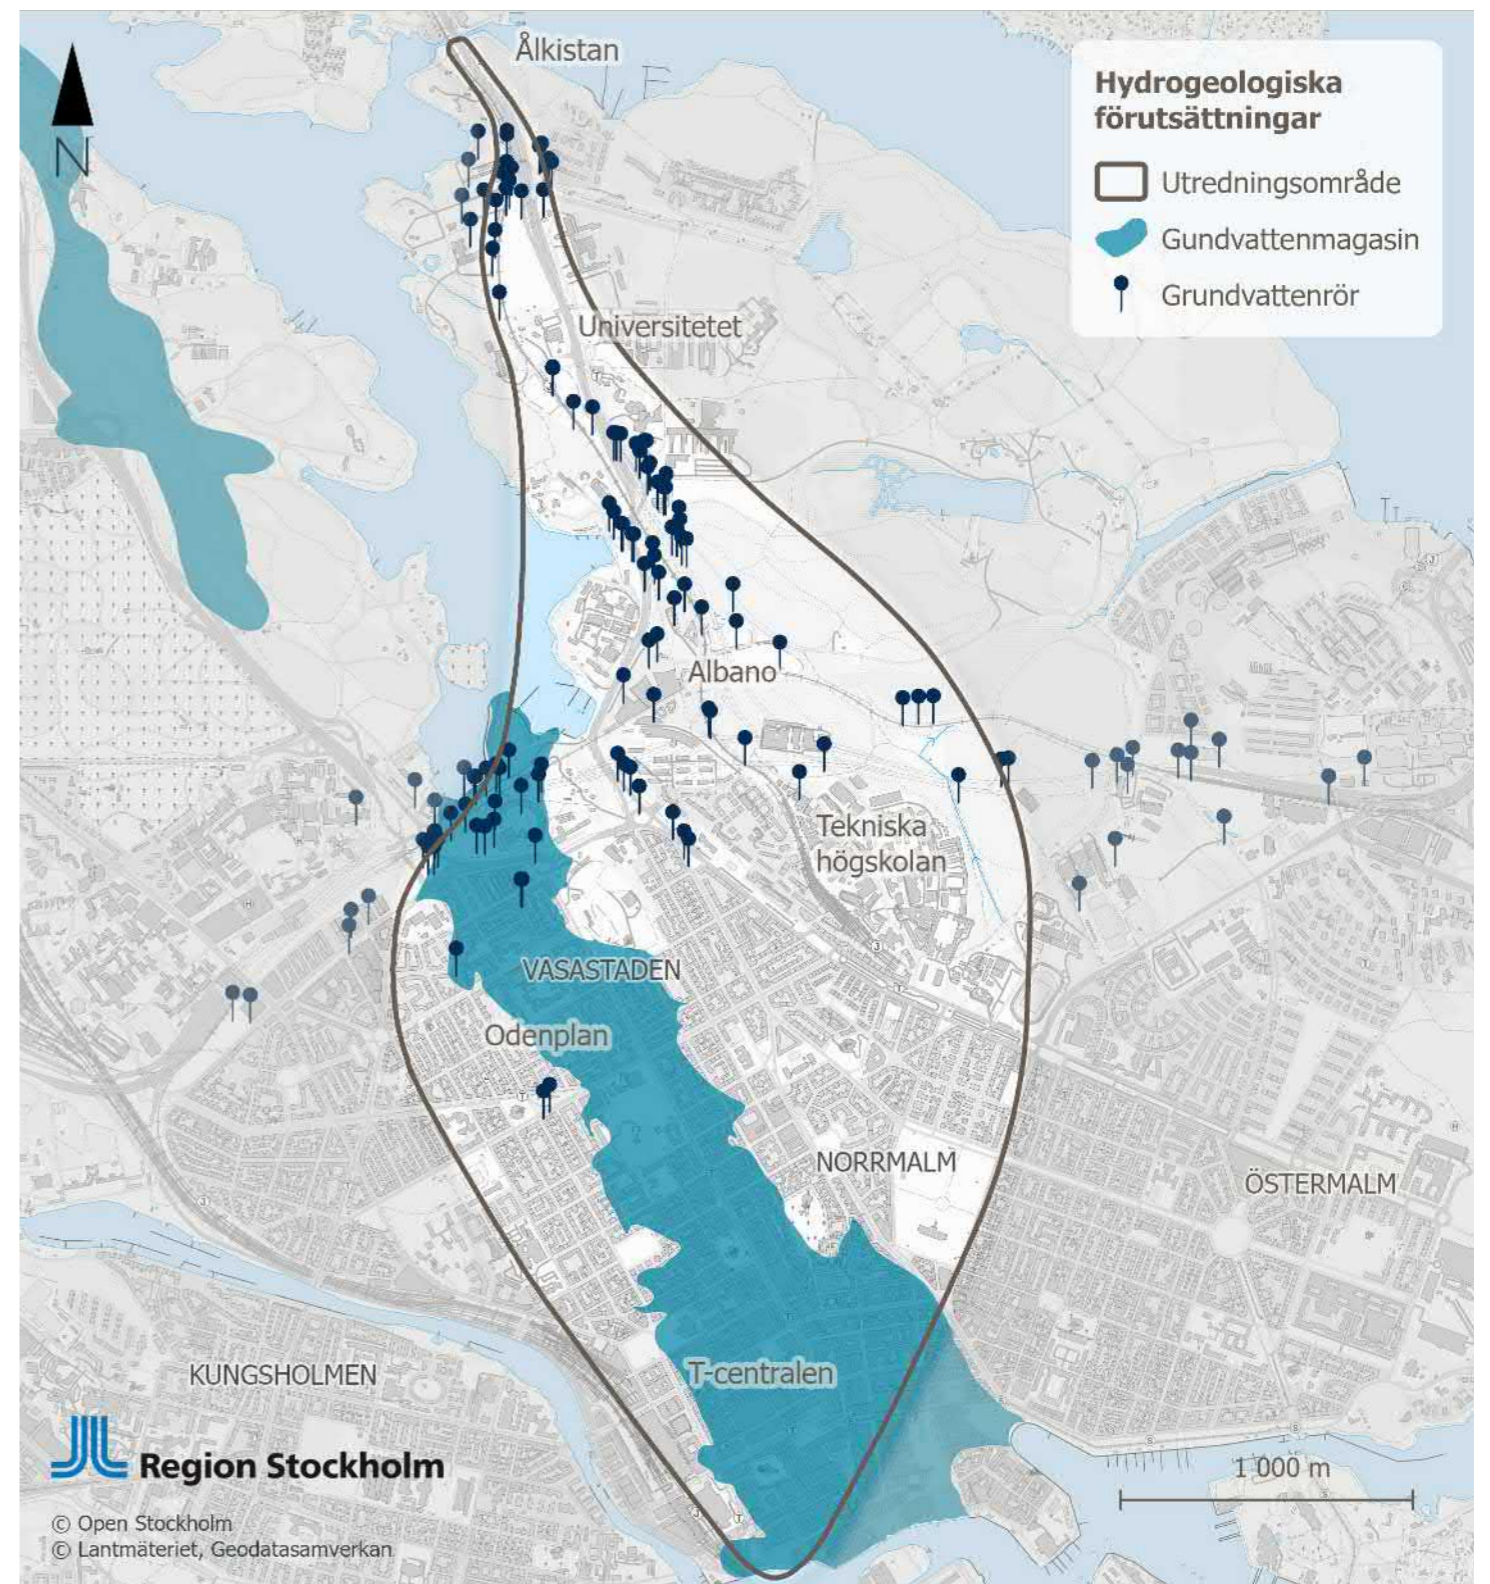 Ålkistan
Hydrogeologiska
förutsättningar
Utredningsområde
Gundvattenmagasin
Grundvattenrör
N
Universitetet
Albano
Tekniska
högskolan
VASASTADEN
Odenplan
NORRMALM
ÖSTERMALM
T-centralen
KUNGSHOLMEN
Region Stockholm
1 000 m
© Open Stockholm
© Lantmäteriet, Geodatasamverkan